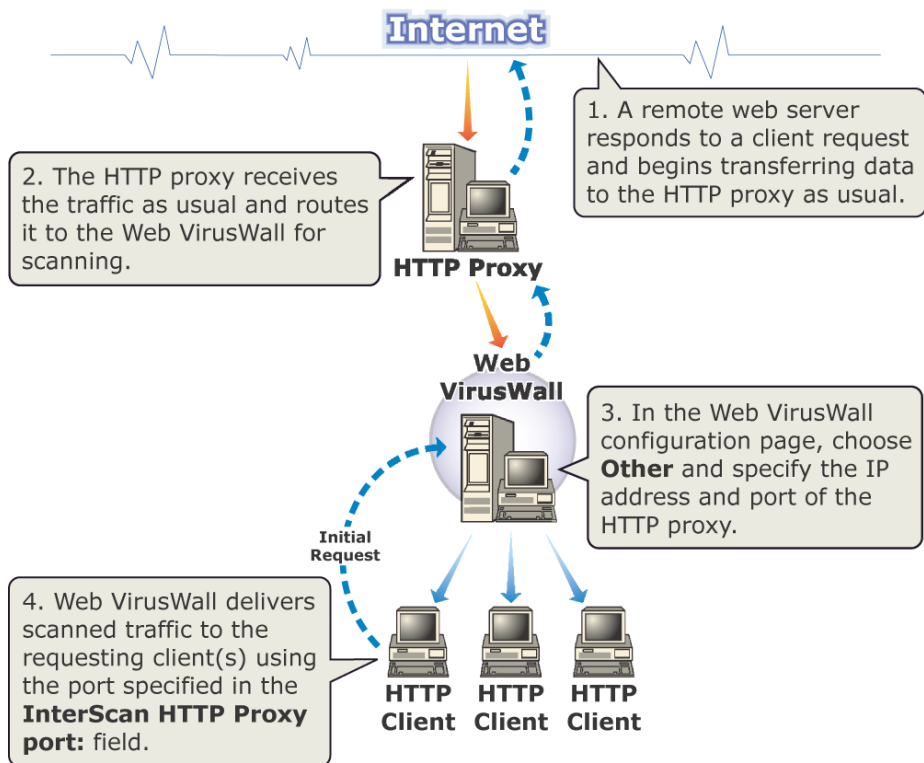 Internet
1. A remote web server
responds to a client request
and begins transferring data
to the HTTP proxy as usual.
2. The HTTP proxy receives
the traffic as usual and routes
it to the Web VirusWall for
scanning.
HTTP Proxy
Web
VirusWall
3. In the Web VirusWall
configuration page, choose
Other and specify the IP
address and port of the
HTTP proxy.
Initial
Request
4. Web VirusWall delivers
scanned traffic to the
requesting client(s) using
the port specified in the
InterScan HTTP Proxy
port: field.
HTTP
Client
HTTP
Client
HTTP
Client